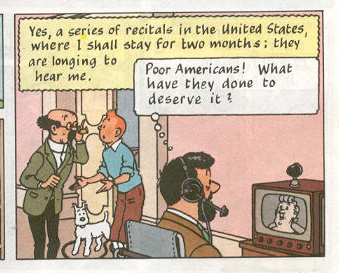 Yes, a series of recitals in the United States,
where I shall stay for two months: they
are longing to
hear me.
Poor Americans! What
have they done to
deserve it?